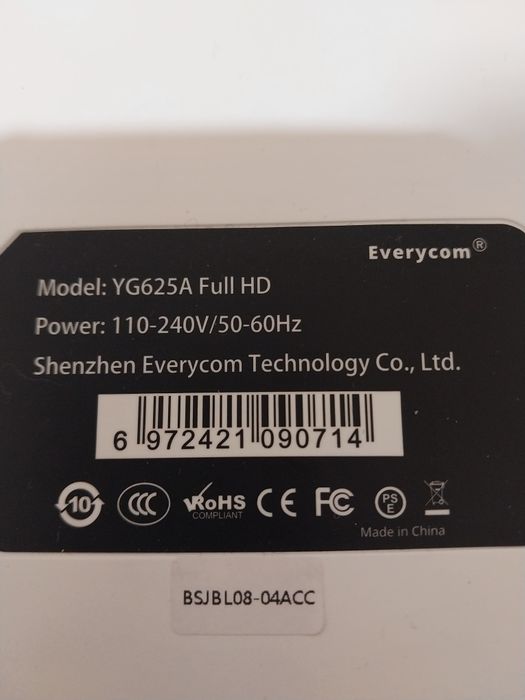 Everycom®
Model: YG625A Full HD
Power: 110-240V/50-60Hz
Shenzhen Everycom Technology Co., Ltd.
6 972421 090714
10 CCC RoHS CE FC PS E
COMPLIANT
Made in China
BSJBL08-04ACC